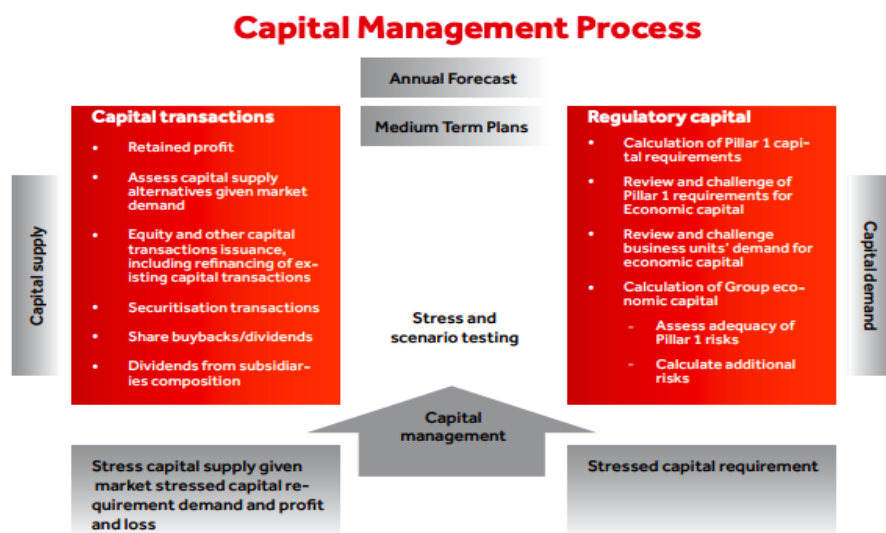 Capital Management Process
Annual Forecast
Medium Term Plans
Capital supply
Capital transactions
• Retained profit
• Assess capital supply
alternatives given market
demand
• Equity and other capital
transactions issuance,
including refinancing of ex-
isting capital transactions
• Securitisation transactions
• Share buybacks/dividends
• Dividends from subsidiar-
ies composition
Stress and
scenario testing
Capital
management
Regulatory capital
• Calculation of Pillar 1 capi-
tal requirements
• Review and challenge of
Pillar 1 requirements for
Economic capital
• Review and challenge
business units' demand for
economic capital
• Calculation of Group eco-
nomic capital
- Assess adequacy of
Pillar 1 risks
- Calculate additional
risks
Capital demand
Stress capital supply given
market stressed capital re-
quirement demand and profit
and loss
Stressed capital requirement